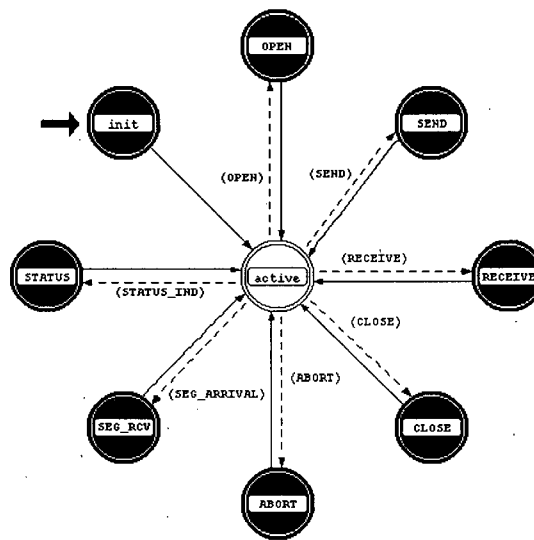 OPEN
init
SEND
(OPEN)
(SEND)
(RECEIVE)
STATUS
active
RECEIVE
(STATUS_IND)
(CLOSE)
(ABORT)
(SEG_ARRIVAL)
SEG_RCV
CLOSE
ABORT